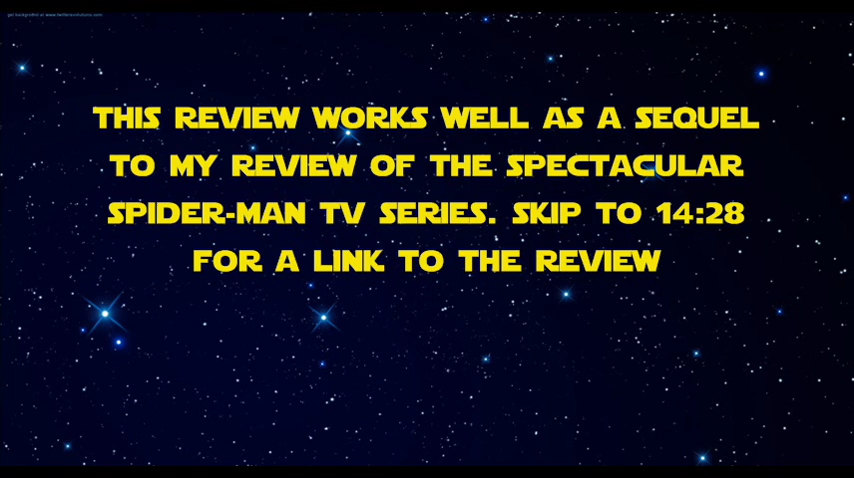 THIS REVIEW WORKS WELL AS A SEQUEL
TO MY REVIEW OF THE SPECTACULAR
SPIDER-MAN TV SERIES. SKIP TO 14:28
FOR A LINK TO THE REVIEW